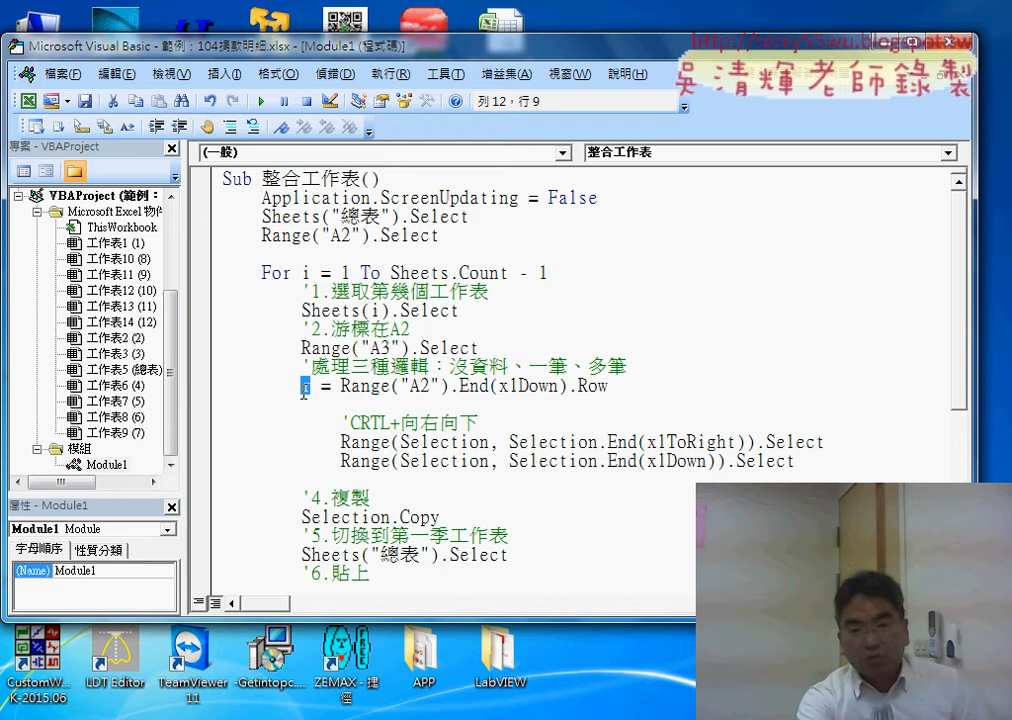 Microsoft Visual Basic - 範例：104捐款明細.xlsx - [Module1 (程式碼)]
http://terry55wu.blogspot.tw
吳清輝老師錄製
檔案(F) 編輯(E) 檢視(V) 插入(I) 格式(O) 偵錯(D) 執行(R) 工具(T) 增益集(A) 視窗(W) 說明(H)
列 12，行 9
專案 - VBAProject
(一般) 整合工作表
VBAProject (範例：
Microsoft Excel 物件
ThisWorkbook
工作表1 (1)
工作表10 (8)
工作表11 (9)
工作表12 (10)
工作表13 (11)
工作表14 (12)
工作表2 (2)
工作表3 (3)
工作表5 (總表)
工作表6 (4)
工作表7 (5)
工作表8 (6)
工作表9 (7)
模組
Module1
屬性 - Module1
Module1 Module
字母順序 性質分類
(Name) Module1
Sub 整合工作表()
Application.ScreenUpdating = False
Sheets("總表").Select
Range("A2").Select
For i = 1 To Sheets.Count - 1
'1.選取第幾個工作表
Sheets(i).Select
'2.游標在A2
Range("A3").Select
'處理三種邏輯：沒資料、一筆、多筆
i = Range("A2").End(xlDown).Row
'CRTL+向右向下
Range(Selection, Selection.End(xlToRight)).Select
Range(Selection, Selection.End(xlDown)).Select
'4.複製
Selection.Copy
'5.切換到第一季工作表
Sheets("總表").Select
'6.貼上
CustomW...
K-2015.06
LDT Editor
TeamViewer
11
-Getintopc....
ZEMAX - 捷
徑
APP
LabVIEW